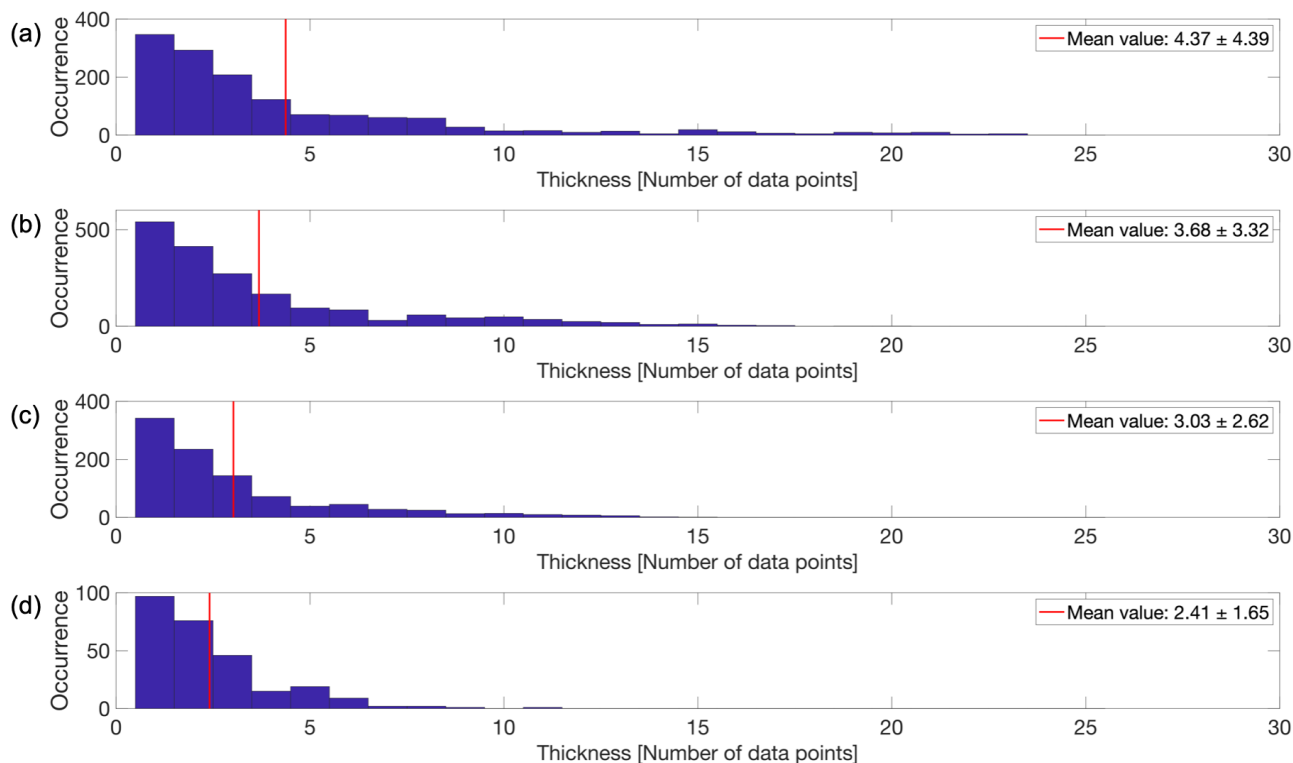 (a)
Occurrence
400
200
0
Mean value: 4.37 ± 4.39
0 5 10 15 20 25 30
Thickness [Number of data points]
(b)
Occurrence
500
0
Mean value: 3.68 ± 3.32
0 5 10 15 20 25 30
Thickness [Number of data points]
(c)
Occurrence
400
200
0
Mean value: 3.03 ± 2.62
0 5 10 15 20 25 30
Thickness [Number of data points]
(d)
Occurrence
100
50
0
Mean value: 2.41 ± 1.65
0 5 10 15 20 25 30
Thickness [Number of data points]